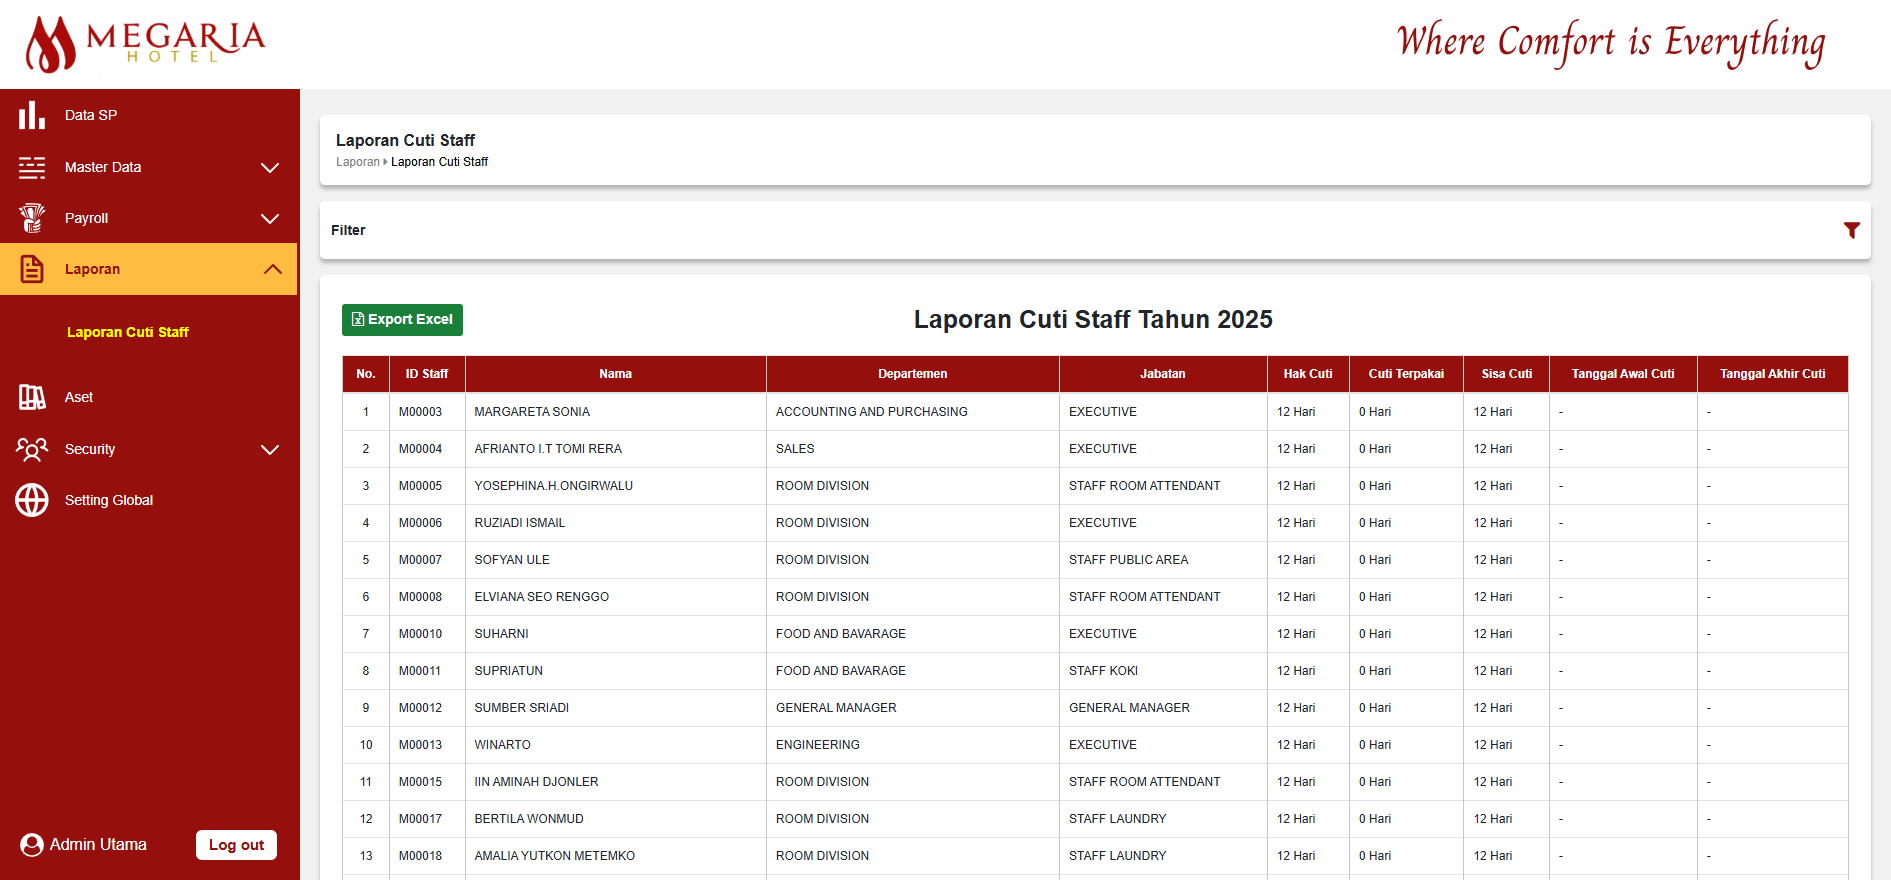 MEGARIA
HOTEL
Where Comfort is Everything
Data SP
Master Data
Payroll
Laporan
Laporan Cuti Staff
Aset
Security
Setting Global
Admin Utama
Log out
Laporan Cuti Staff
Laporan Laporan Cuti Staff
Filter
Export Excel
Laporan Cuti Staff Tahun 2025
No. ID Staff Nama Departemen Jabatan Hak Cuti Cuti Terpakai Sisa Cuti Tanggal Awal Cuti Tanggal Akhir Cuti
1 M00003 MARGARETA SONIA ACCOUNTING AND PURCHASING EXECUTIVE 12 Hari 0 Hari 12 Hari - -
2 M00004 AFRIANTO I.T TOMI RERA SALES EXECUTIVE 12 Hari 0 Hari 12 Hari - -
3 M00005 YOSEPHINA.H.ONGIRWALU ROOM DIVISION STAFF ROOM ATTENDANT 12 Hari 0 Hari 12 Hari - -
4 M00006 RUZIADI ISMAIL ROOM DIVISION EXECUTIVE 12 Hari 0 Hari 12 Hari - -
5 M00007 SOFYAN ULE ROOM DIVISION STAFF PUBLIC AREA 12 Hari 0 Hari 12 Hari - -
6 M00008 ELVIANA SEO RENGGO ROOM DIVISION STAFF ROOM ATTENDANT 12 Hari 0 Hari 12 Hari - -
7 M00010 SUHARNI FOOD AND BAVARAGE EXECUTIVE 12 Hari 0 Hari 12 Hari - -
8 M00011 SUPRIATUN FOOD AND BAVARAGE STAFF KOKI 12 Hari 0 Hari 12 Hari - -
9 M00012 SUMBER SRIADI GENERAL MANAGER GENERAL MANAGER 12 Hari 0 Hari 12 Hari - -
10 M00013 WINARTO ENGINEERING EXECUTIVE 12 Hari 0 Hari 12 Hari - -
11 M00015 IIN AMINAH DJONLER ROOM DIVISION STAFF ROOM ATTENDANT 12 Hari 0 Hari 12 Hari - -
12 M00017 BERTILA WONMUD ROOM DIVISION STAFF LAUNDRY 12 Hari 0 Hari 12 Hari - -
13 M00018 AMALIA YUTKON METEMKO ROOM DIVISION STAFF LAUNDRY 12 Hari 0 Hari 12 Hari - -